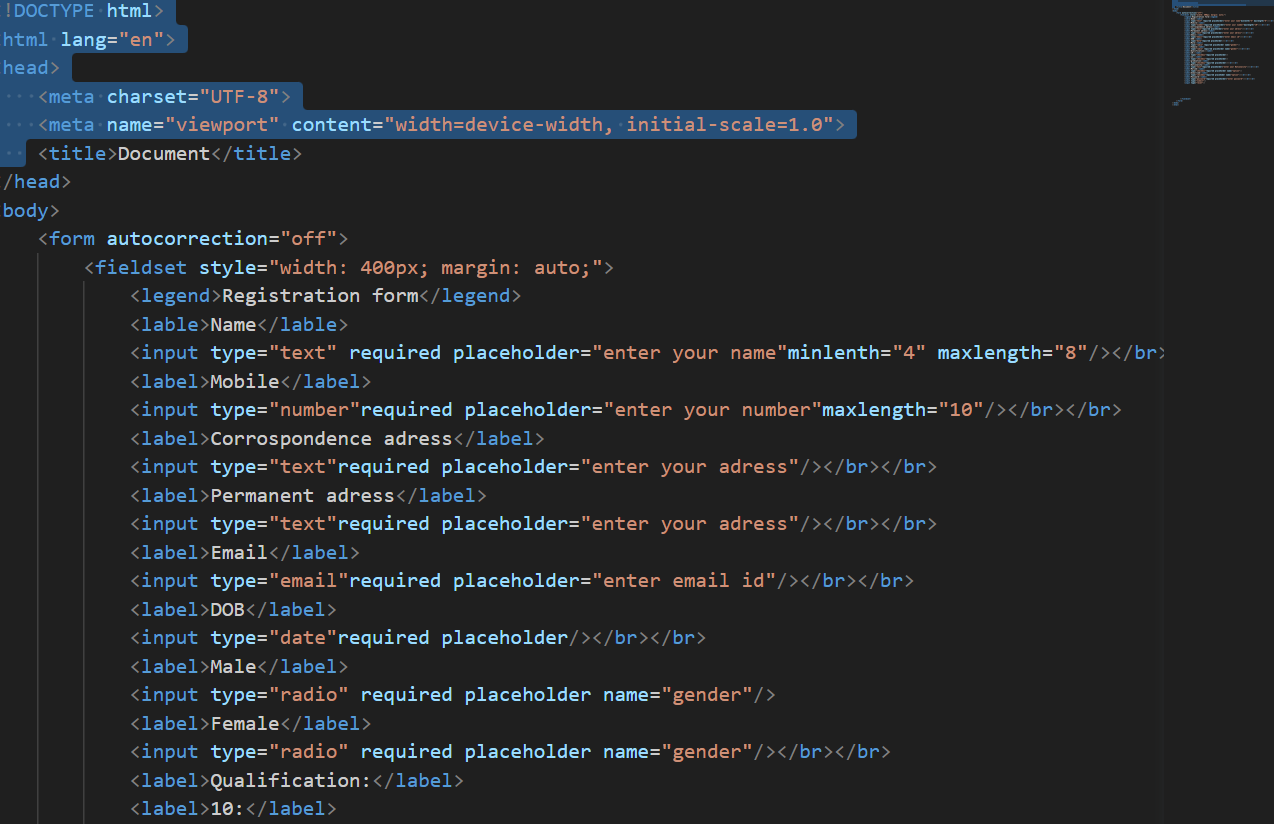 !DOCTYPE html>
html lang="en">
head>
<meta charset="UTF-8">
<meta name="viewport" content="width=device-width, initial-scale=1.0">
<title>Document</title>
/head>
body>
<form autocorrection="off">
<fieldset style="width: 400px; margin: auto;">
<legend>Registration form</legend>
<lable>Name</lable>
<input type="text" required placeholder="enter your name"minlenth="4" maxlength="8"/></br>
<label>Mobile</label>
<input type="number"required placeholder="enter your number"maxlength="10"/></br></br>
<label>Corrospondence adress</label>
<input type="text"required placeholder="enter your adress"/></br></br>
<label>Permanent adress</label>
<input type="text"required placeholder="enter your adress"/></br></br>
<label>Email</label>
<input type="email"required placeholder="enter email id"/></br></br>
<label>DOB</label>
<input type="date"required placeholder/></br></br>
<label>Male</label>
<input type="radio" required placeholder name="gender"/>
<label>Female</label>
<input type="radio" required placeholder name="gender"/></br></br>
<label>Qualification:</label>
<label>10:</label>